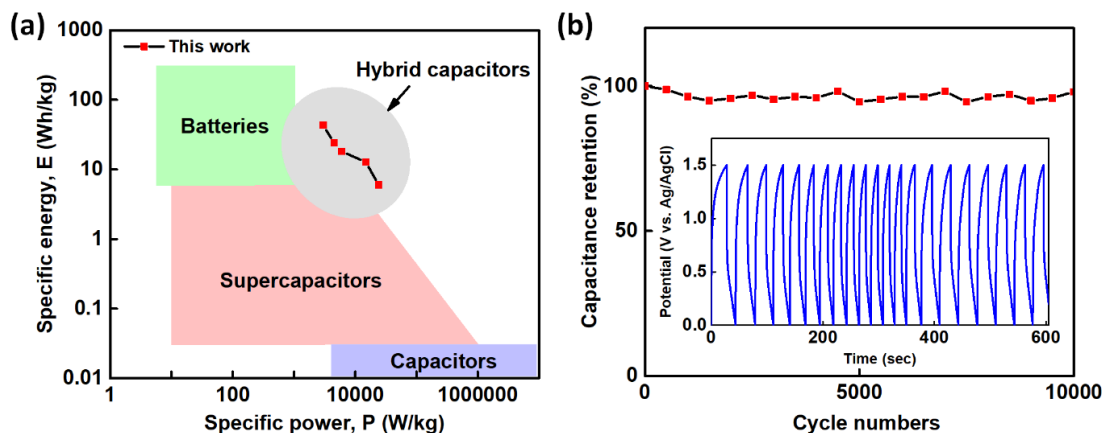 (a)
Specific energy, E (Wh/kg)
1000
100
10
1
0.1
0.01
This work
Hybrid capacitors
Batteries
Supercapacitors
Capacitors
1
100
10000
1000000
Specific power, P (W/kg)
(b)
Capacitance retention (%)
100
50
0
Potential (V vs. Ag/AgCl)
1.5
1.0
0.5
0.0
0
200
400
600
Time (sec)
0
5000
10000
Cycle numbers